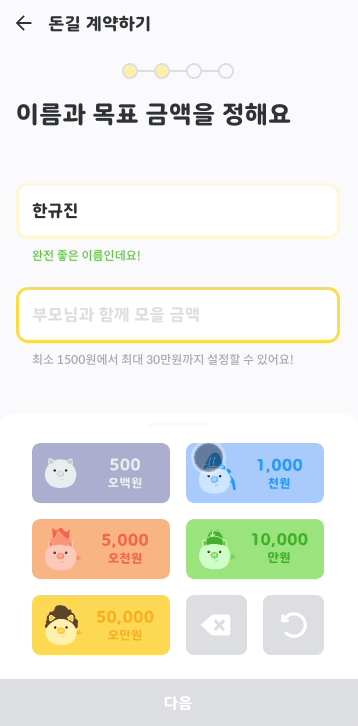 돈길 계약하기
이름과 목표 금액을 정해요
한규진
완전 좋은 이름인데요!
부모님과 함께 모을 금액
최소 1500원에서 최대 30만원까지 설정할 수 있어요!
500
오백원
1,000
천원
5,000
오천원
10,000
만원
50,000
오만원
다음